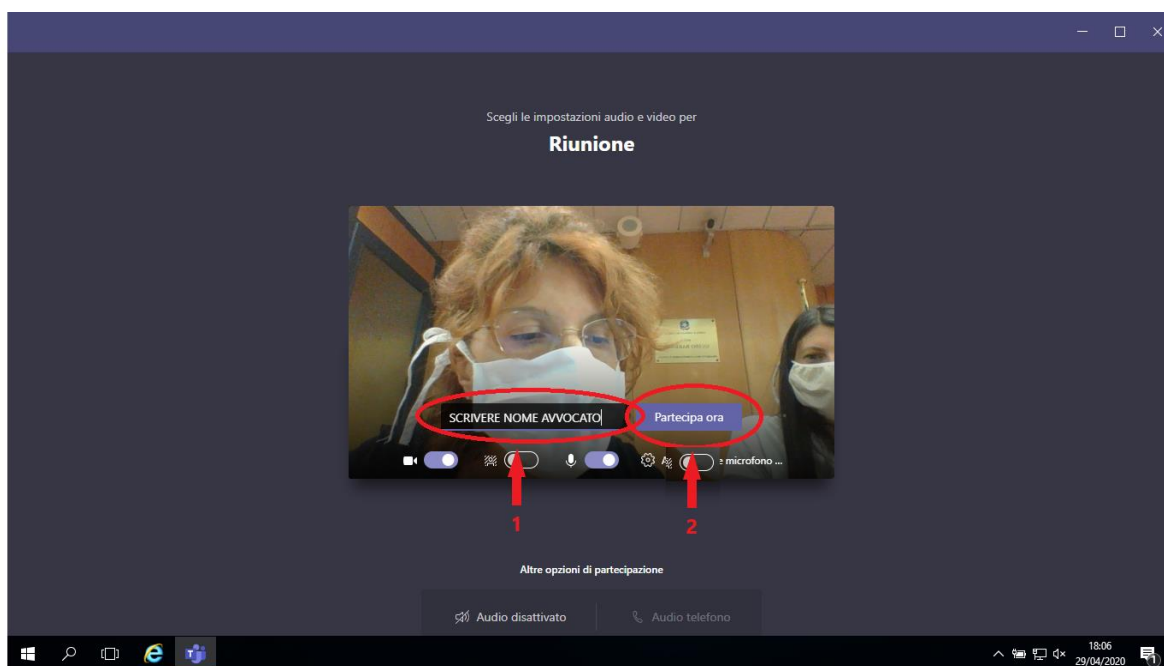 Scegli le impostazioni audio e video per
Riunione
SCRIVERE NOME AVVOCATO
Partecipa ora
e microfono ...
1
2
Altre opzioni di partecipazione
Audio disattivato
Audio telefono
18:06
29/04/2020
1